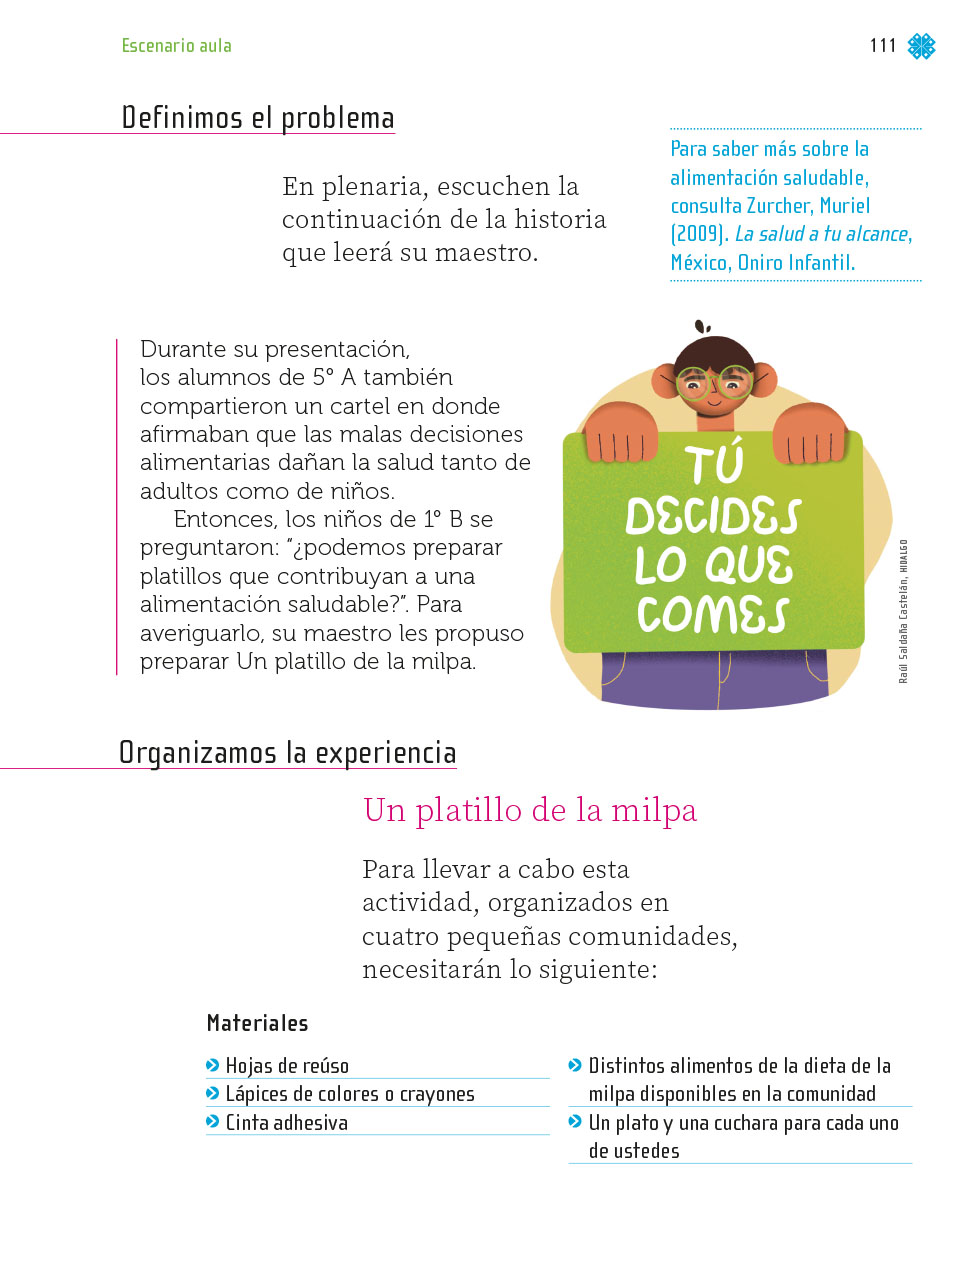 Escenario aula
111
Definimos el problema
En plenaria, escuchen la
continuación de la historia
que leerá su maestro.
Para saber más sobre la
alimentación saludable,
consulta Zurcher, Muriel
(2009). La salud a tu alcance,
México, Oniro Infantil.
Durante su presentación,
los alumnos de 5° A también
compartieron un cartel en donde
afirmaban que las malas decisiones
alimentarias dañan la salud tanto de
adultos como de niños.
Entonces, los niños de 1° B se
preguntaron: “¿podemos preparar
platillos que contribuyan a una
alimentación saludable?”. Para
averiguarlo, su maestro les propuso
preparar Un platillo de la milpa.
TÚ
DECIDES
LO QUE
COMES
Raúl Saldaña Castelán, HIDALGO
Organizamos la experiencia
Un platillo de la milpa
Para llevar a cabo esta
actividad, organizados en
cuatro pequeñas comunidades,
necesitarán lo siguiente:
Materiales
Hojas de reúso
Lápices de colores o crayones
Cinta adhesiva
Distintos alimentos de la dieta de la
milpa disponibles en la comunidad
Un plato y una cuchara para cada uno
de ustedes